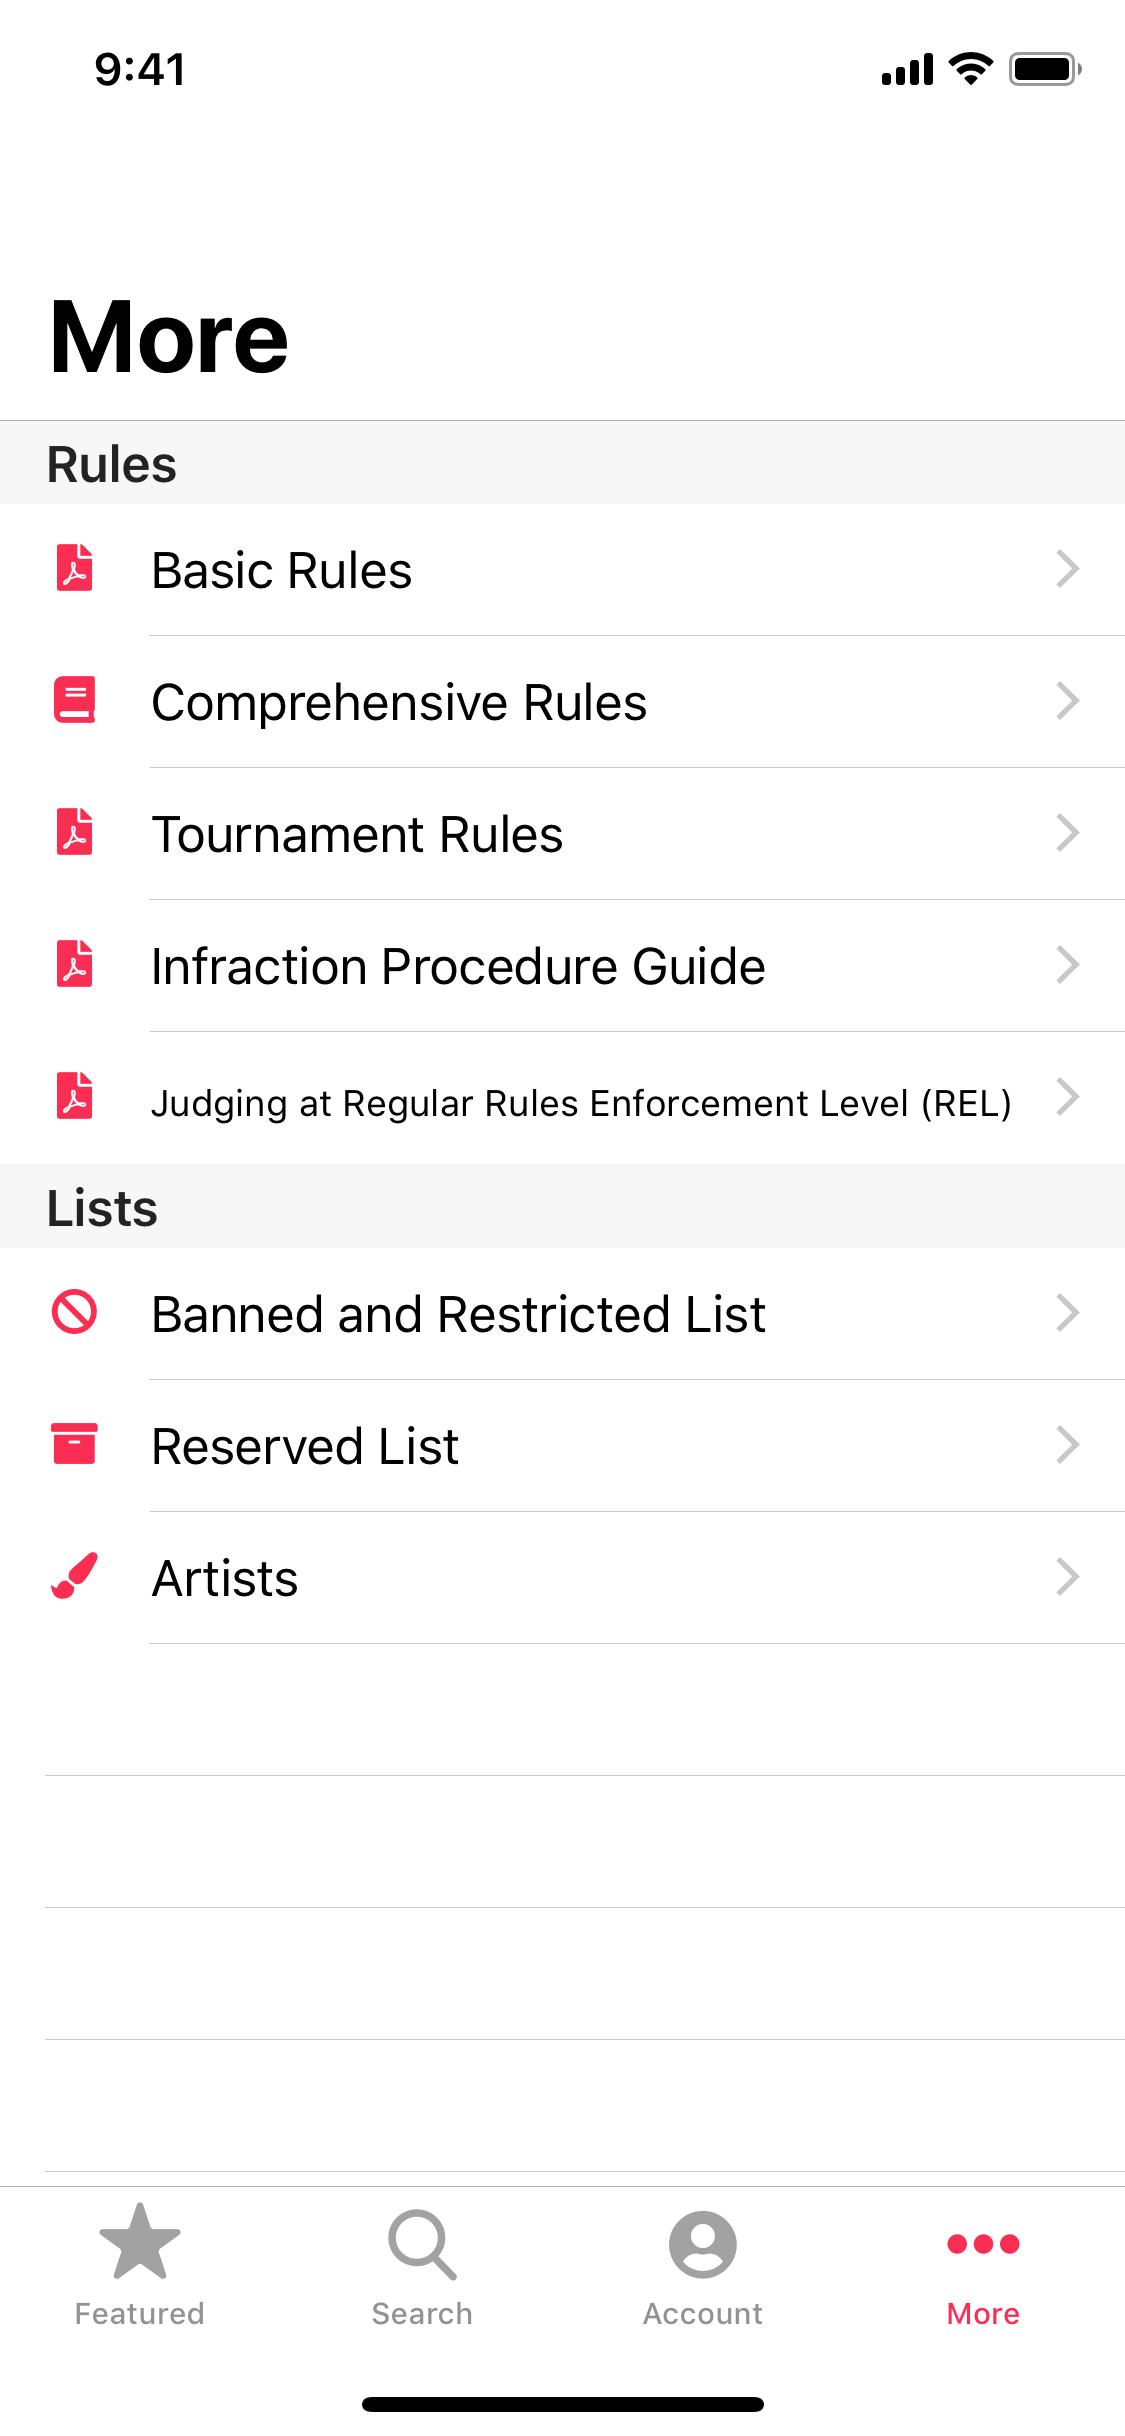 9:41
More
Rules
Basic Rules
Comprehensive Rules
Tournament Rules
Infraction Procedure Guide
Judging at Regular Rules Enforcement Level (REL)
Lists
Banned and Restricted List
Reserved List
Artists
Featured
Search
Account
More